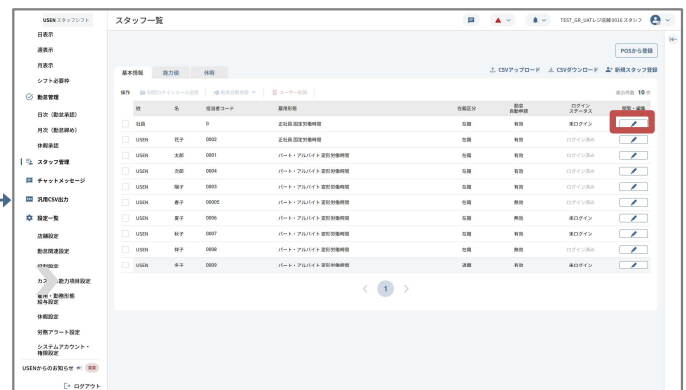 USEN スタッフシフト
日表示
週表示
月表示
シフト必要枠
勤怠管理
日次（勤怠承認）
月次（勤怠締め）
休暇承認
スタッフ管理
チャットメッセージ
汎用CSV出力
設定一覧
店舗設定
勤怠関連設定
能力項目設定
雇用・勤務形態
給与設定
休暇設定
労務アラート設定
システムアカウント・
権限設定
USENからのお知らせ
ログアウト
スタッフ一覧
TEST_GR_UATレジ店舗0016 スタッフ
POSから登録
基本情報 能力値 休暇
CSVアップロード CSVダウンロード 新規スタッフ登録
操作 初回ログインメール送信 勤怠自動申請 ユーザー削除 表示件数 10 件
姓 名 担当者コード 雇用形態 在籍区分 勤怠自動申請 ログインステータス 閲覧・編集
社員 0 正社員 固定労働時間 在籍 有効 未ログイン
USEN 花子 0002 正社員 固定労働時間 在籍 有効 ログイン済み
USEN 太郎 0001 パート・アルバイト 変形労働時間 在籍 有効 ログイン済み
USEN 次郎 0004 パート・アルバイト 変形労働時間 在籍 有効 ログイン済み
USEN 陽子 0003 パート・アルバイト 変形労働時間 在籍 有効 ログイン済み
USEN 春子 00005 パート・アルバイト 変形労働時間 在籍 無効 ログイン済み
USEN 夏子 0006 パート・アルバイト 変形労働時間 在籍 無効 未ログイン
USEN 秋子 0007 パート・アルバイト 変形労働時間 在籍 有効 未ログイン
USEN 祥子 0008 パート・アルバイト 変形労働時間 在籍 無効 ログイン済み
USEN 冬子 0009 パート・アルバイト 変形労働時間 退職 有効 未ログイン
1